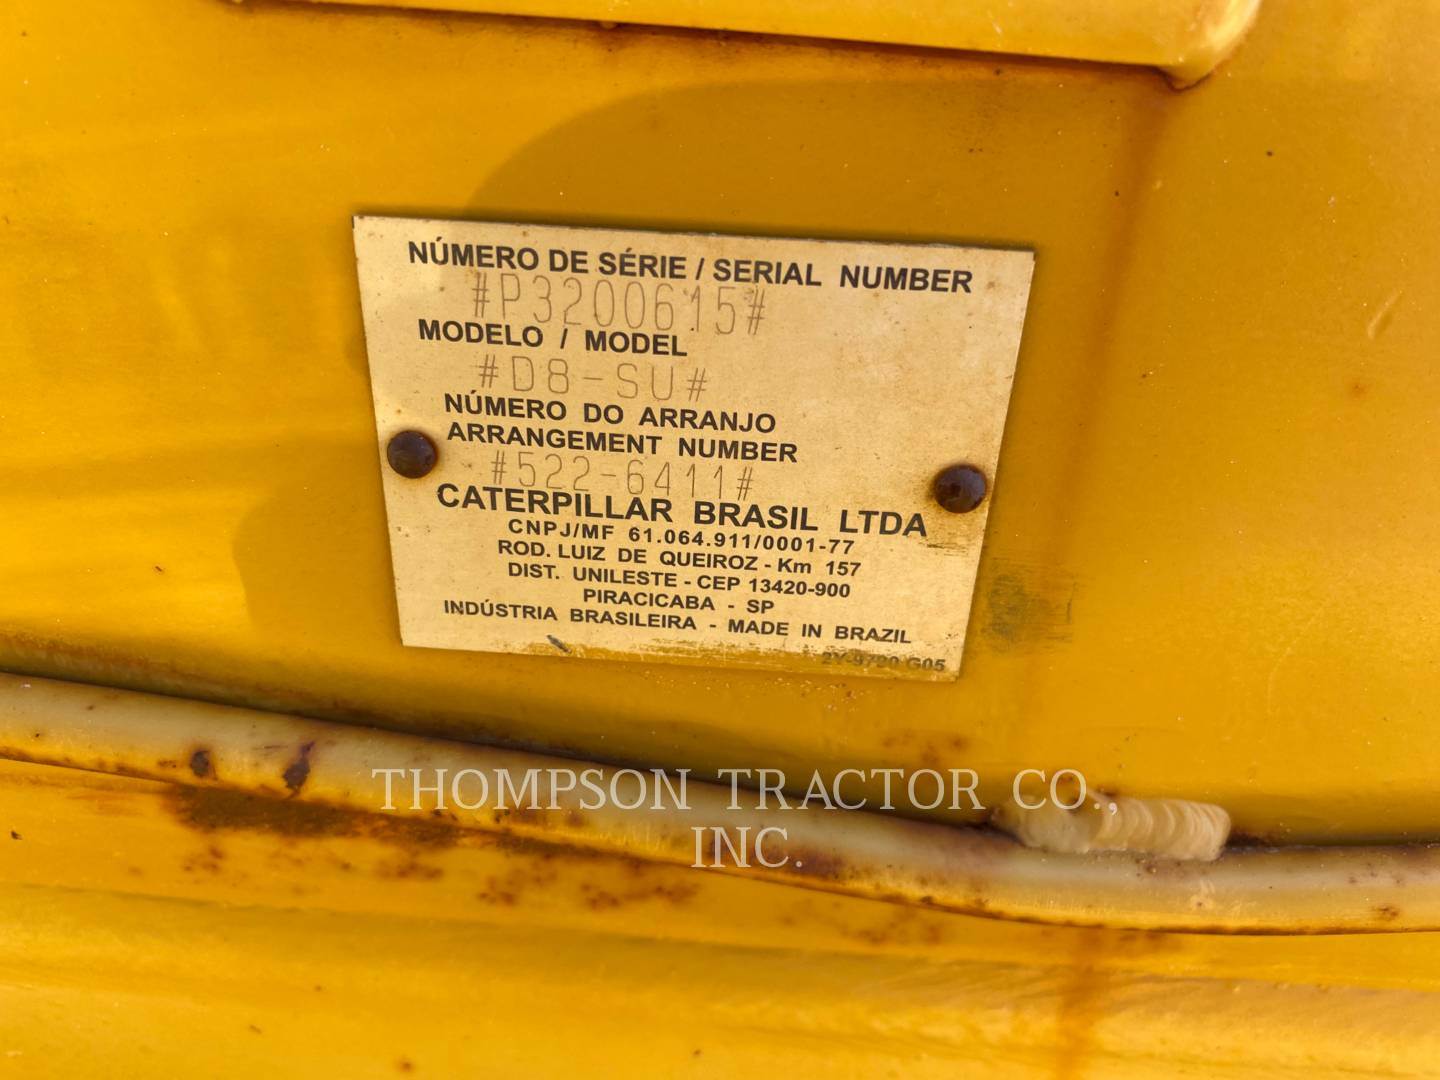 NÚMERO DE SÉRIE / SERIAL NUMBER
#P3200615#
MODELO / MODEL
#D8-SU#
NÚMERO DO ARRANJO
ARRANGEMENT NUMBER
#522-6411#
CATERPILLAR BRASIL LTDA
CNPJ/MF 61.064.911/0001-77
ROD. LUIZ DE QUEIROZ - Km 157
DIST. UNILESTE - CEP 13420-900
PIRACICABA - SP
INDÚSTRIA BRASILEIRA - MADE IN BRAZIL
G05
THOMPSON TRACTOR CO.,
INC.